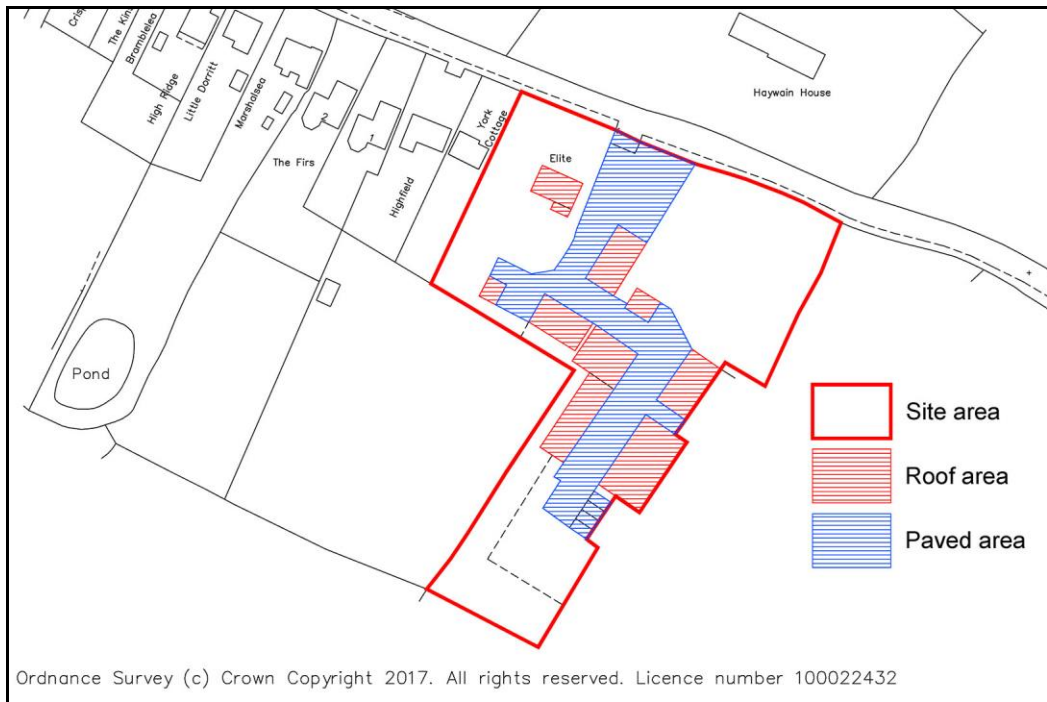 The Kins
Bramblelea
High Ridge
Little Dorritt
Marshalsea
2
1
The Firs
Highfield
York
Cottage
Elite
Haywain House
Pond
Site area
Roof area
Paved area
Ordnance Survey (c) Crown Copyright 2017. All rights reserved. Licence number 100022432